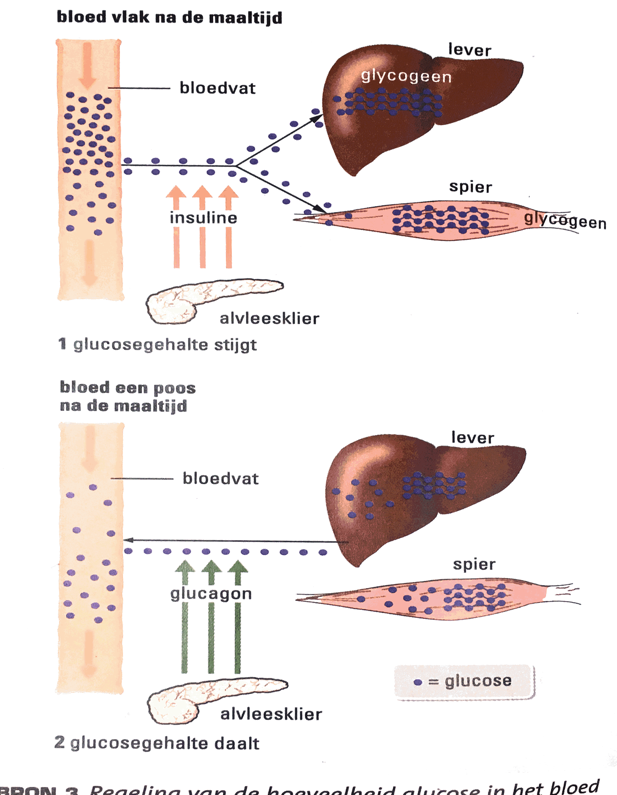 bloed vlak na de maaltijd
lever
glycogeen
bloedvat
spier
glycogeen
insuline
alvleesklier
1 glucosegehalte stijgt
bloed een poos
na de maaltijd
lever
bloedvat
spier
glucagon
= glucose
alvleesklier
2 glucosegehalte daalt
BRON 3 Regeling van de hoeveelheid glucose in het bloed